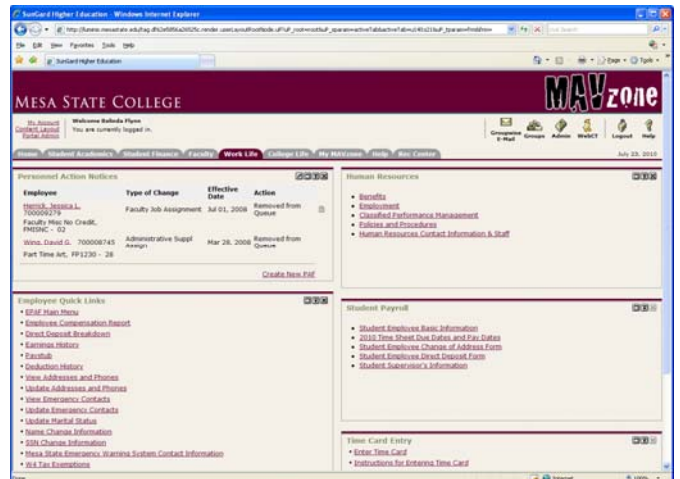 SunGard Higher Education - Windows Internet Explorer
File Edit View Favorites Tools Help
SunGard Higher Education
Page Tools
MESA STATE COLLEGE
MAVzone
My Account
Content Layout
Portal Admin
Welcome Belinda Flynn
You are currently logged in.
Groupwise E-Mail
Groups
Admin
WebCT
Logout
Help
Home Student Academics Student Finance Faculty Work Life College Life My MAVzone Help Rec Center
July 23, 2010
Personnel Action Notices
Employee Type of Change Effective Date Action
Herrick, Jessica L. 700009279
Faculty Misc No Credit, FMISNC - 02
Faculty Job Assignment Jul 01, 2008 Removed from Queue
Wing, David G. 700008745
Part Time Art, FP1230 - 28
Administrative Suppl Assign Mar 28, 2008 Removed from Queue
Create New PAF
Human Resources
• Benefits
• Employment
• Classified Performance Management
• Policies and Procedures
• Human Resources Contact Information & Staff
Employee Quick Links
• EPAF Main Menu
• Employee Compensation Report
• Direct Deposit Breakdown
• Earnings History
• Paystub
• Deduction History
• View Addresses and Phones
• Update Addresses and Phones
• View Emergency Contacts
• Update Emergency Contacts
• Update Marital Status
• Name Change Information
• SSN Change Information
• Mesa State Emergency Warning System Contact Information
• W4 Tax Exemptions
Student Payroll
• Student Employee Basic Information
• 2010 Time Sheet Due Dates and Pay Dates
• Student Employee Change of Address Form
• Student Employee Direct Deposit Form
• Student Supervisor's Information
Time Card Entry
• Enter Time Card
• Instructions for Entering Time Card
Done
Internet
100%